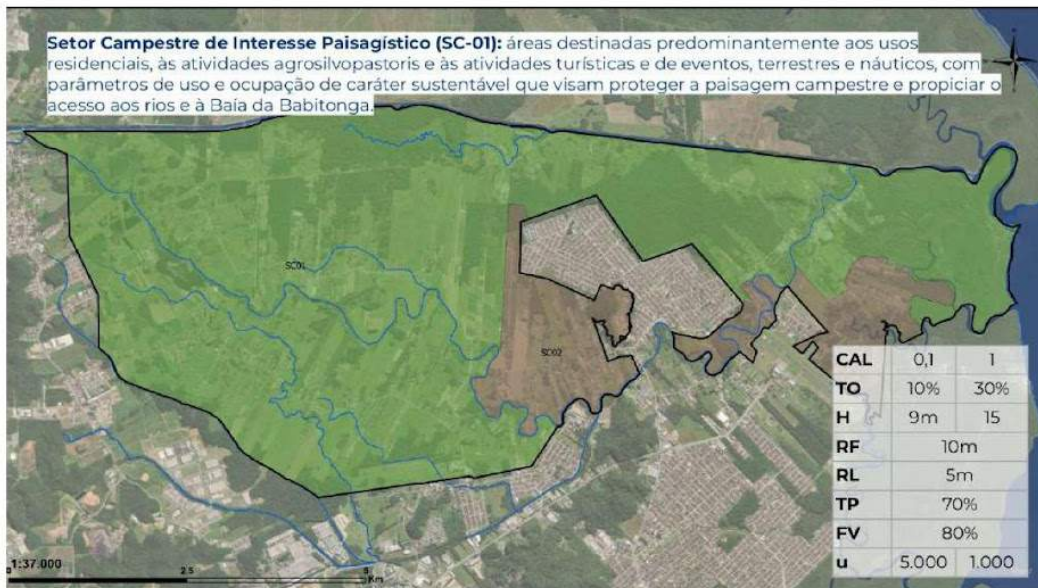 Setor Campestre de Interesse Paisagístico (SC-01): áreas destinadas predominantemente aos usos
residenciais, às atividades agrosilvopastoris e às atividades turísticas e de eventos, terrestres e náuticos, com
parâmetros de uso e ocupação de caráter sustentável que visam proteger a paisagem campestre e propiciar o
acesso aos rios e à Baía da Babitonga.
SC01
SC02
CAL 0,1 1
TO 10% 30%
H 9m 15
RF 10m
RL 5m
TP 70%
FV 80%
u 5.000 1.000
1:37.000
2.5
Km